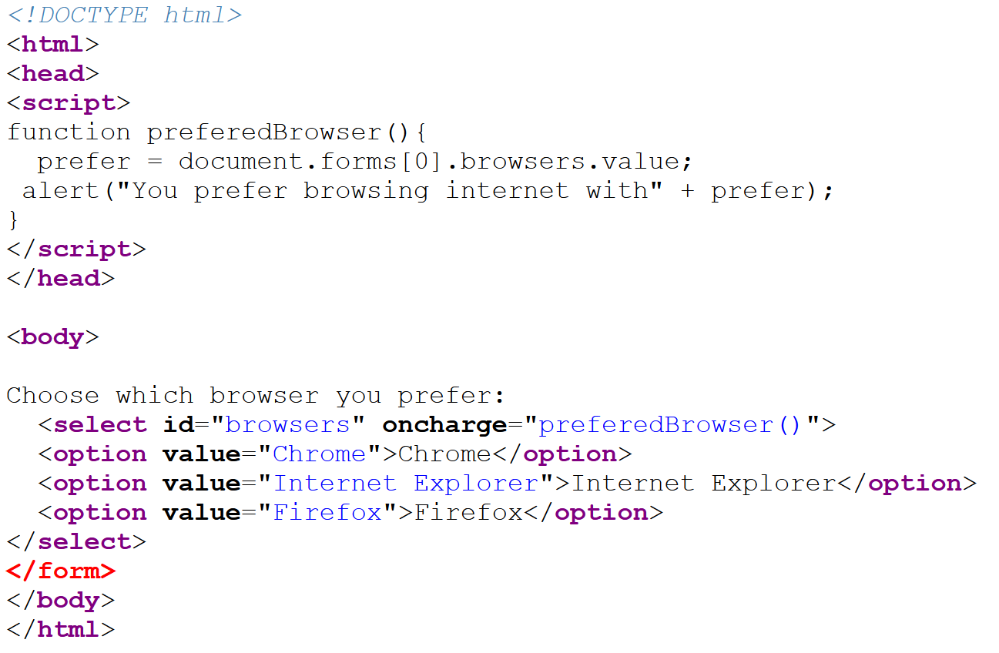 <!DOCTYPE html>
<html>
<head>
<script>
function preferedBrowser(){
  prefer = document.forms[0].browsers.value;
 alert("You prefer browsing internet with" + prefer);
}
</script>
</head>

<body>

Choose which browser you prefer:
  <select id="browsers" oncharge="preferedBrowser()">
  <option value="Chrome">Chrome</option>
  <option value="Internet Explorer">Internet Explorer</option>
  <option value="Firefox">Firefox</option>
</select>
</form>
</body>
</html>